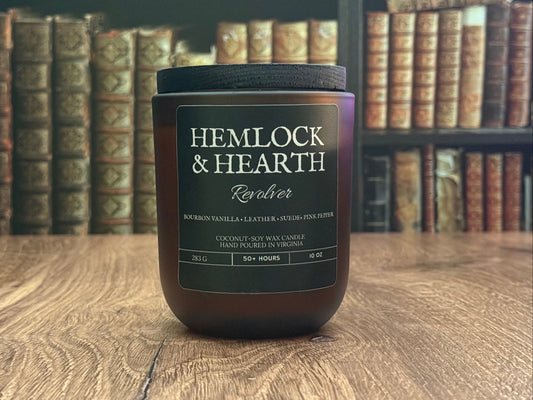 HEMLOCK
& HEARTH
Revolver
BOURBON VANILLA • LEATHER • SUEDE • PINK PEPPER
COCONUT-SOY WAX CANDLE
HAND POURED IN VIRGINIA
283 G 50+ HOURS 10 OZ